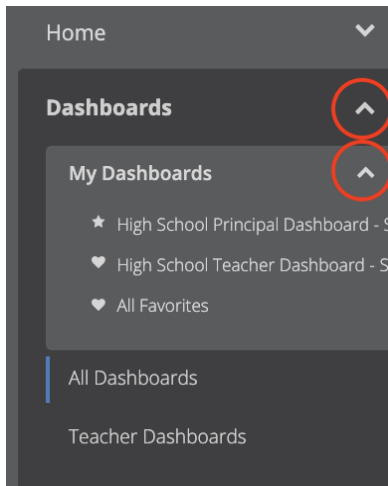 Home
Dashboards
My Dashboards
High School Principal Dashboard - S
High School Teacher Dashboard - S
All Favorites
All Dashboards
Teacher Dashboards